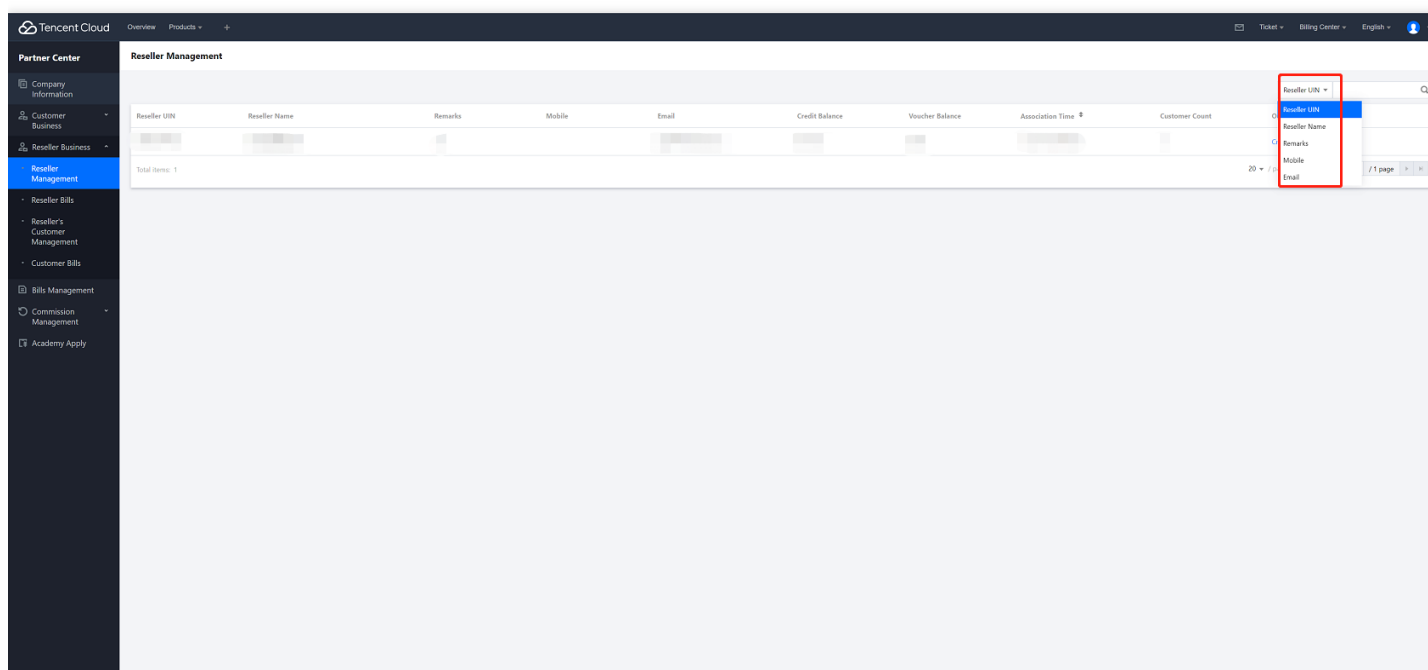 Tencent Cloud Overview Products + Ticket Billing Center English
Partner Center
Reseller Management
Company
Information
Customer
Business
Reseller Business
Reseller
Management
Reseller Bills
Reseller's
Customer
Management
Customer Bills
Bills Management
Commission
Management
Academy Apply
Reseller UIN
Reseller UIN Reseller Name Remarks Mobile Email Credit Balance Voucher Balance Association Time Customer Count
Total items: 1
20 / 1 page
Reseller UIN
Reseller Name
Remarks
Mobile
Email